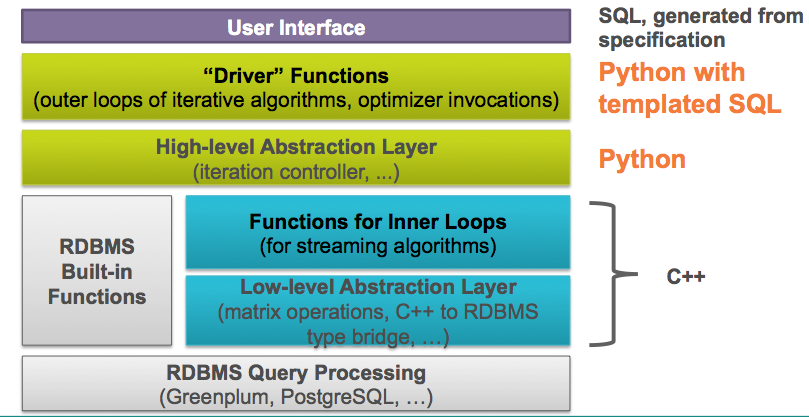 User Interface
SQL, generated from
specification
“Driver” Functions
(outer loops of iterative algorithms, optimizer invocations)
Python with
templated SQL
High-level Abstraction Layer
(iteration controller, ...)
Python
RDBMS
Built-in
Functions
Functions for Inner Loops
(for streaming algorithms)
Low-level Abstraction Layer
(matrix operations, C++ to RDBMS
type bridge, …)
C++
RDBMS Query Processing
(Greenplum, PostgreSQL, …)